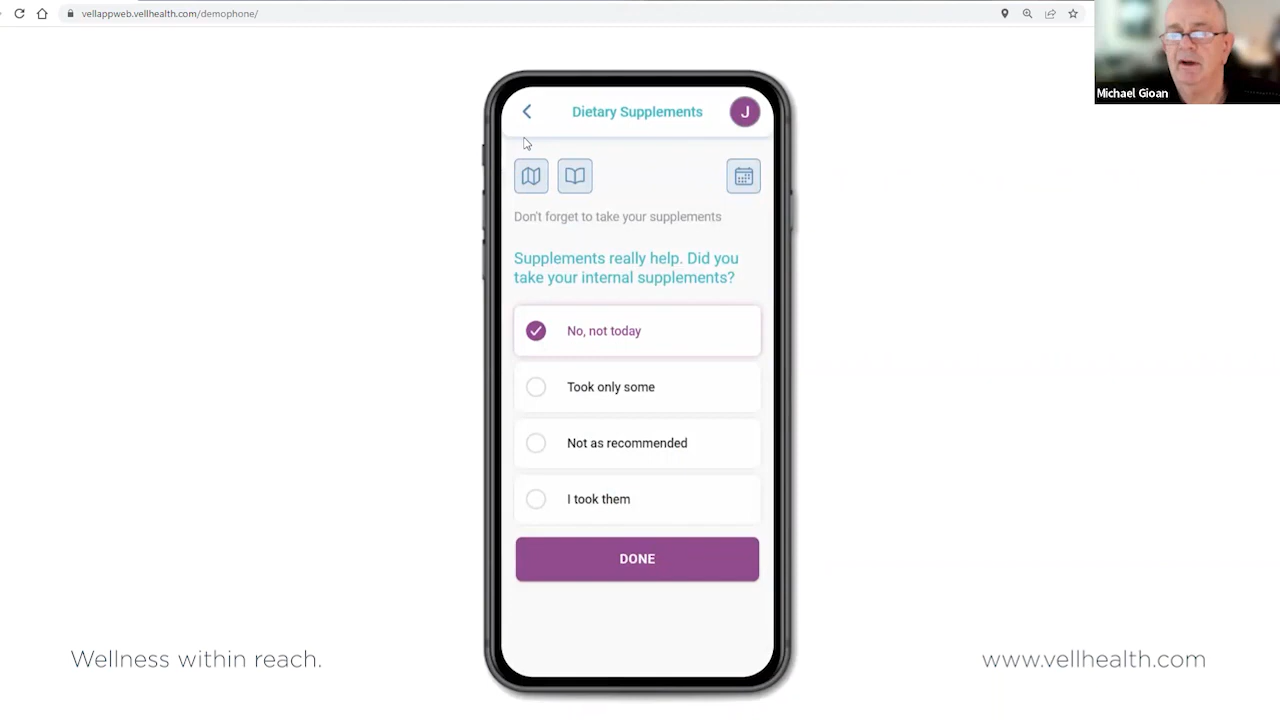 vellappweb.vellhealth.com/demophone/
Michael Gioan
Dietary Supplements
J
Don't forget to take your supplements
Supplements really help. Did you
take your internal supplements?
No, not today
Took only some
Not as recommended
I took them
DONE
Wellness within reach.
www.vellhealth.com